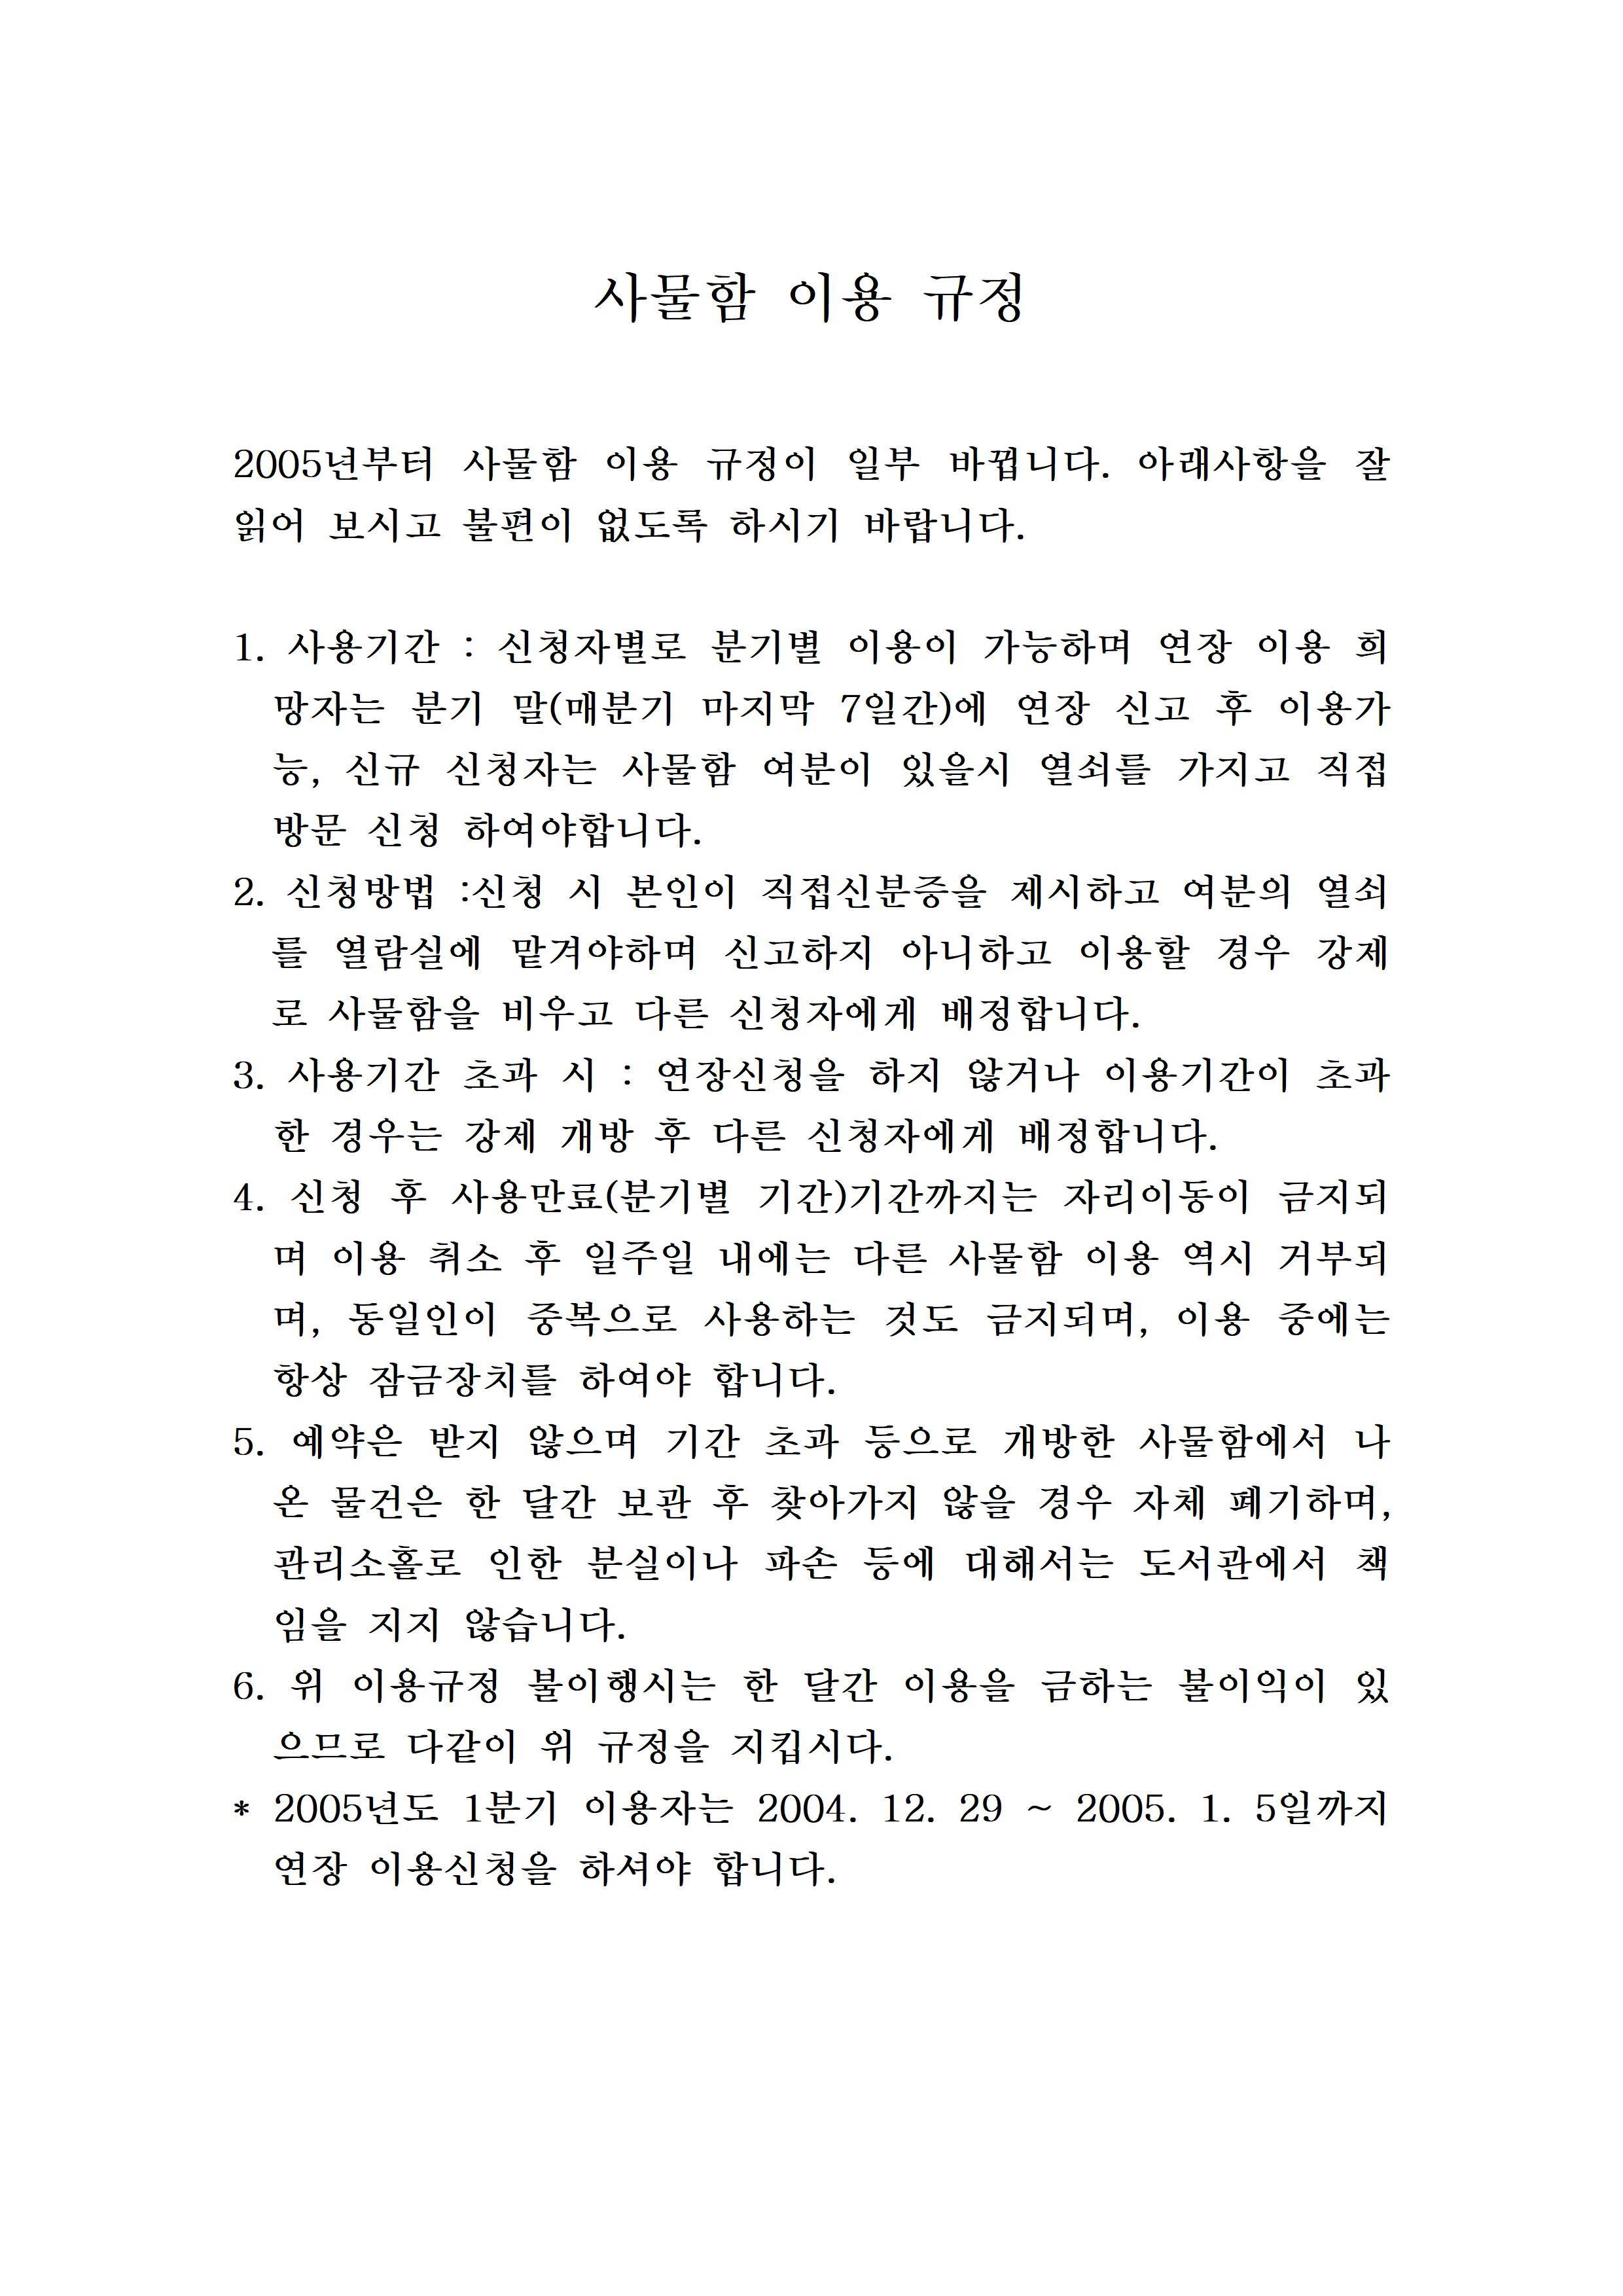 사물함 이용 규정
2005년부터 사물함 이용 규정이 일부 바뀝니다. 아래사항을 잘
읽어 보시고 불편이 없도록 하시기 바랍니다.
1. 사용기간 : 신청자별로 분기별 이용이 가능하며 연장 이용 희
망자는 분기 말(매분기 마지막 7일간)에 연장 신고 후 이용가
능, 신규 신청자는 사물함 여분이 있을시 열쇠를 가지고 직접
방문 신청 하여야합니다.
2. 신청방법 :신청 시 본인이 직접신분증을 제시하고 여분의 열쇠
를 열람실에 맡겨야하며 신고하지 아니하고 이용할 경우 강제
로 사물함을 비우고 다른 신청자에게 배정합니다.
3. 사용기간 초과 시 : 연장신청을 하지 않거나 이용기간이 초과
한 경우는 강제 개방 후 다른 신청자에게 배정합니다.
4. 신청 후 사용만료(분기별 기간)기간까지는 자리이동이 금지되
며 이용 취소 후 일주일 내에는 다른 사물함 이용 역시 거부되
며, 동일인이 중복으로 사용하는 것도 금지되며, 이용 중에는
항상 잠금장치를 하여야 합니다.
5. 예약은 받지 않으며 기간 초과 등으로 개방한 사물함에서 나
온 물건은 한 달간 보관 후 찾아가지 않을 경우 자체 폐기하며,
관리소홀로 인한 분실이나 파손 등에 대해서는 도서관에서 책
임을 지지 않습니다.
6. 위 이용규정 불이행시는 한 달간 이용을 금하는 불이익이 있
으므로 다같이 위 규정을 지킵시다.
* 2005년도 1분기 이용자는 2004. 12. 29 ~ 2005. 1. 5일까지
연장 이용신청을 하셔야 합니다.